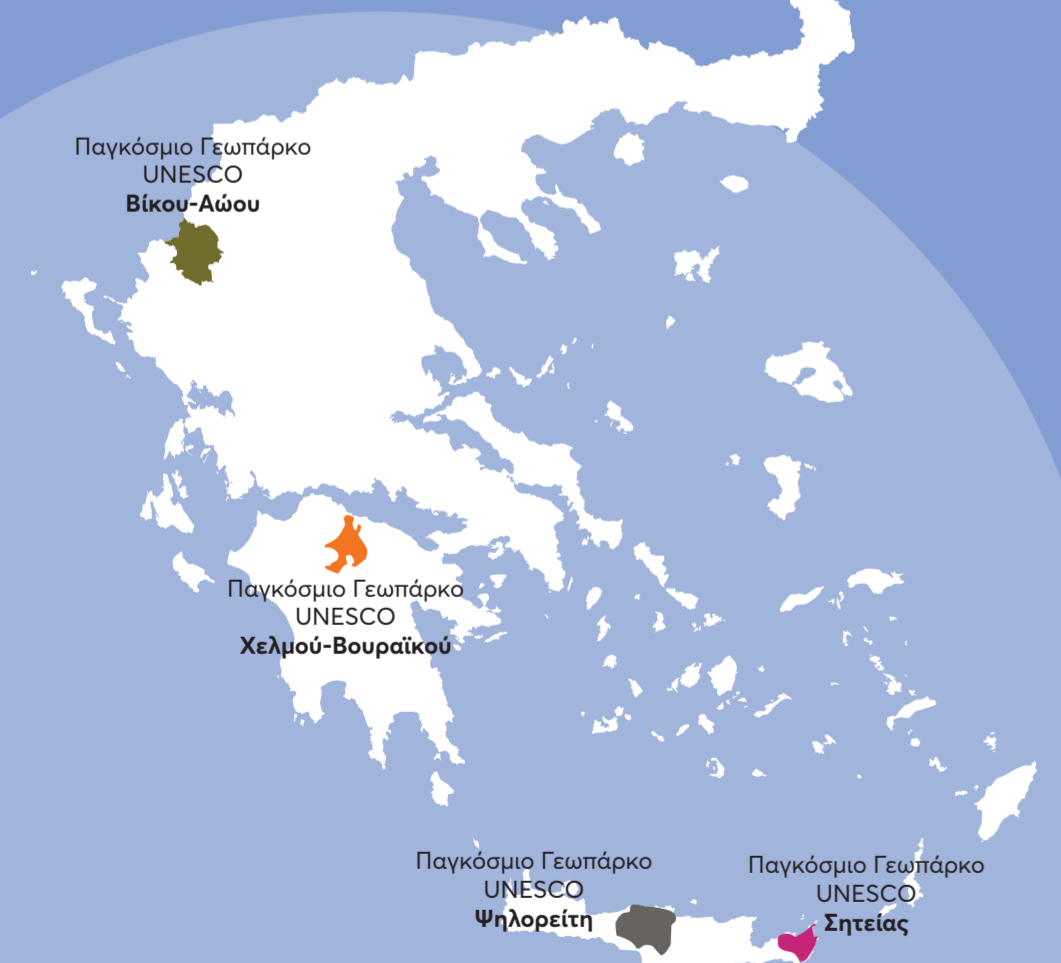 Παγκόσμιο Γεωπάρκο
UNESCO
Βίκου-Αώου
Παγκόσμιο Γεωπάρκο
UNESCO
Χελμού-Βουραϊκού
Παγκόσμιο Γεωπάρκο
UNESCO
Ψηλορείτη
Παγκόσμιο Γεωπάρκο
UNESCO
Σητείας